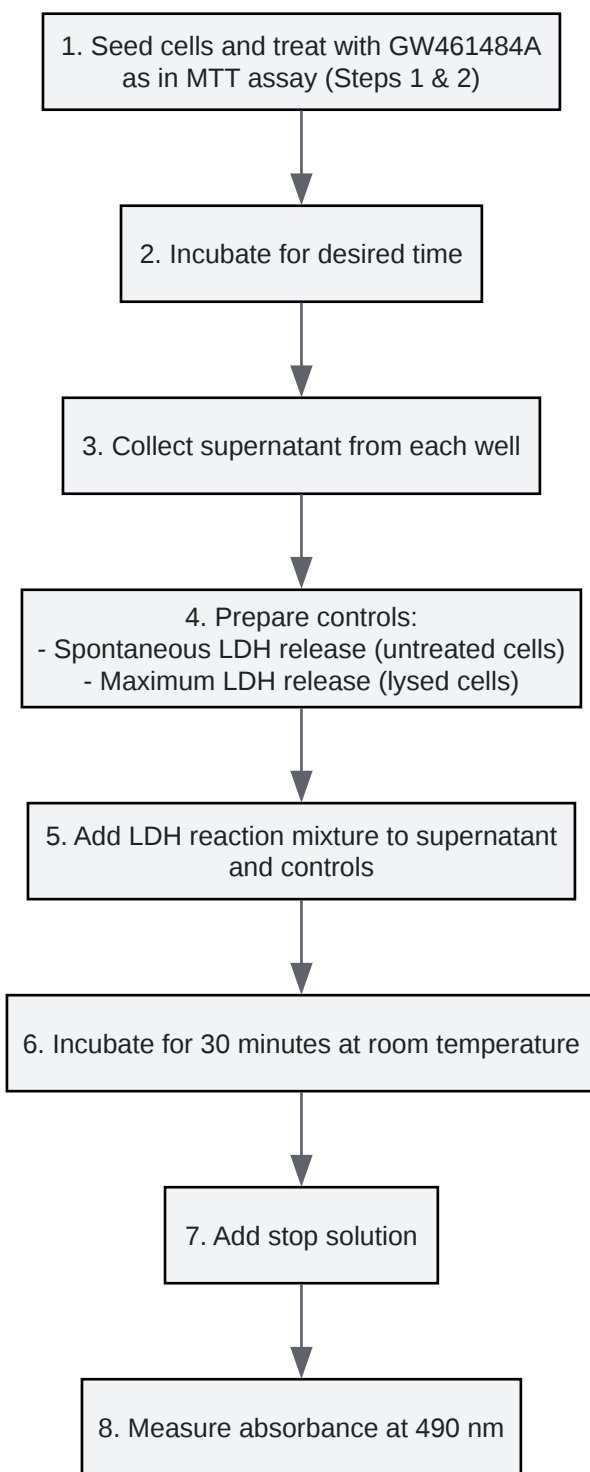 1. Seed cells and treat with GW461484A
as in MTT assay (Steps 1 & 2)
2. Incubate for desired time
3. Collect supernatant from each well
4. Prepare controls:
- Spontaneous LDH release (untreated cells)
- Maximum LDH release (lysed cells)
5. Add LDH reaction mixture to supernatant
and controls
6. Incubate for 30 minutes at room temperature
7. Add stop solution
8. Measure absorbance at 490 nm